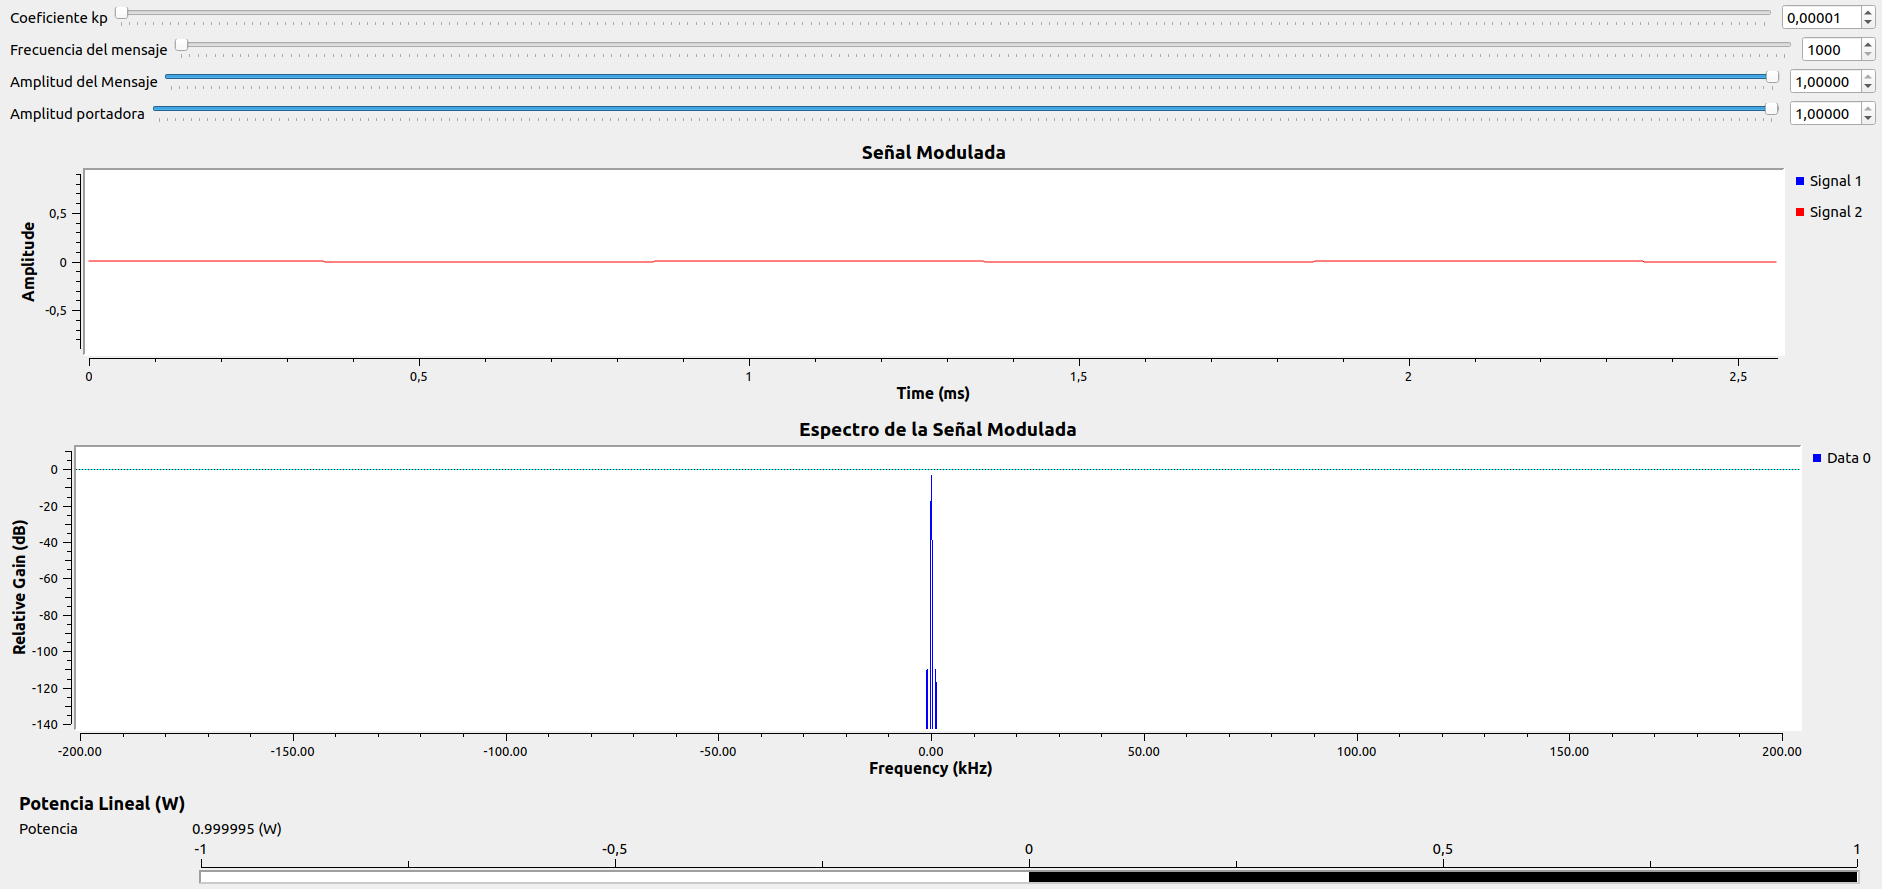 Coeficiente kp 0,00001
Frecuencia del mensaje 1000
Amplitud del Mensaje 1,00000
Amplitud portadora 1,00000
Señal Modulada
Signal 1
Signal 2
Amplitude
0,5
0
-0,5
0 0,5 1 1,5 2 2,5
Time (ms)
Espectro de la Señal Modulada
Data 0
Relative Gain (dB)
0
-20
-40
-60
-80
-100
-120
-140
-200.00 -150.00 -100.00 -50.00 0.00 50.00 100.00 150.00 200.00
Frequency (kHz)
Potencia Lineal (W)
Potencia 0.999995 (W)
-1 -0,5 0 0,5 1